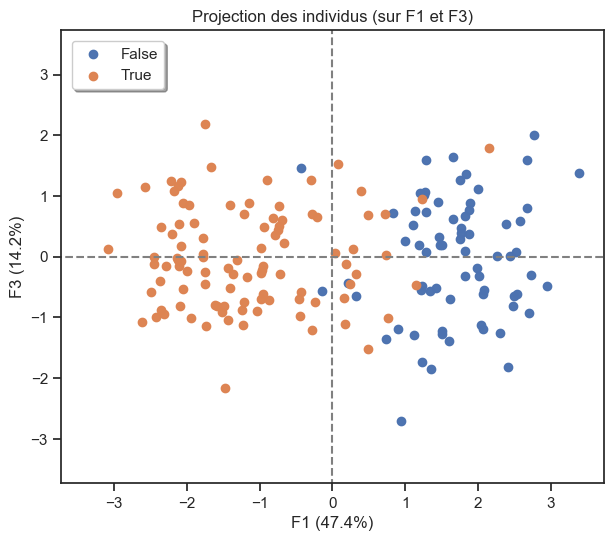 Projection des individus (sur F1 et F3)
False
True
3
2
1
0
−1
−2
−3
F3 (14.2%)
−3 −2 −1 0 1 2 3
F1 (47.4%)